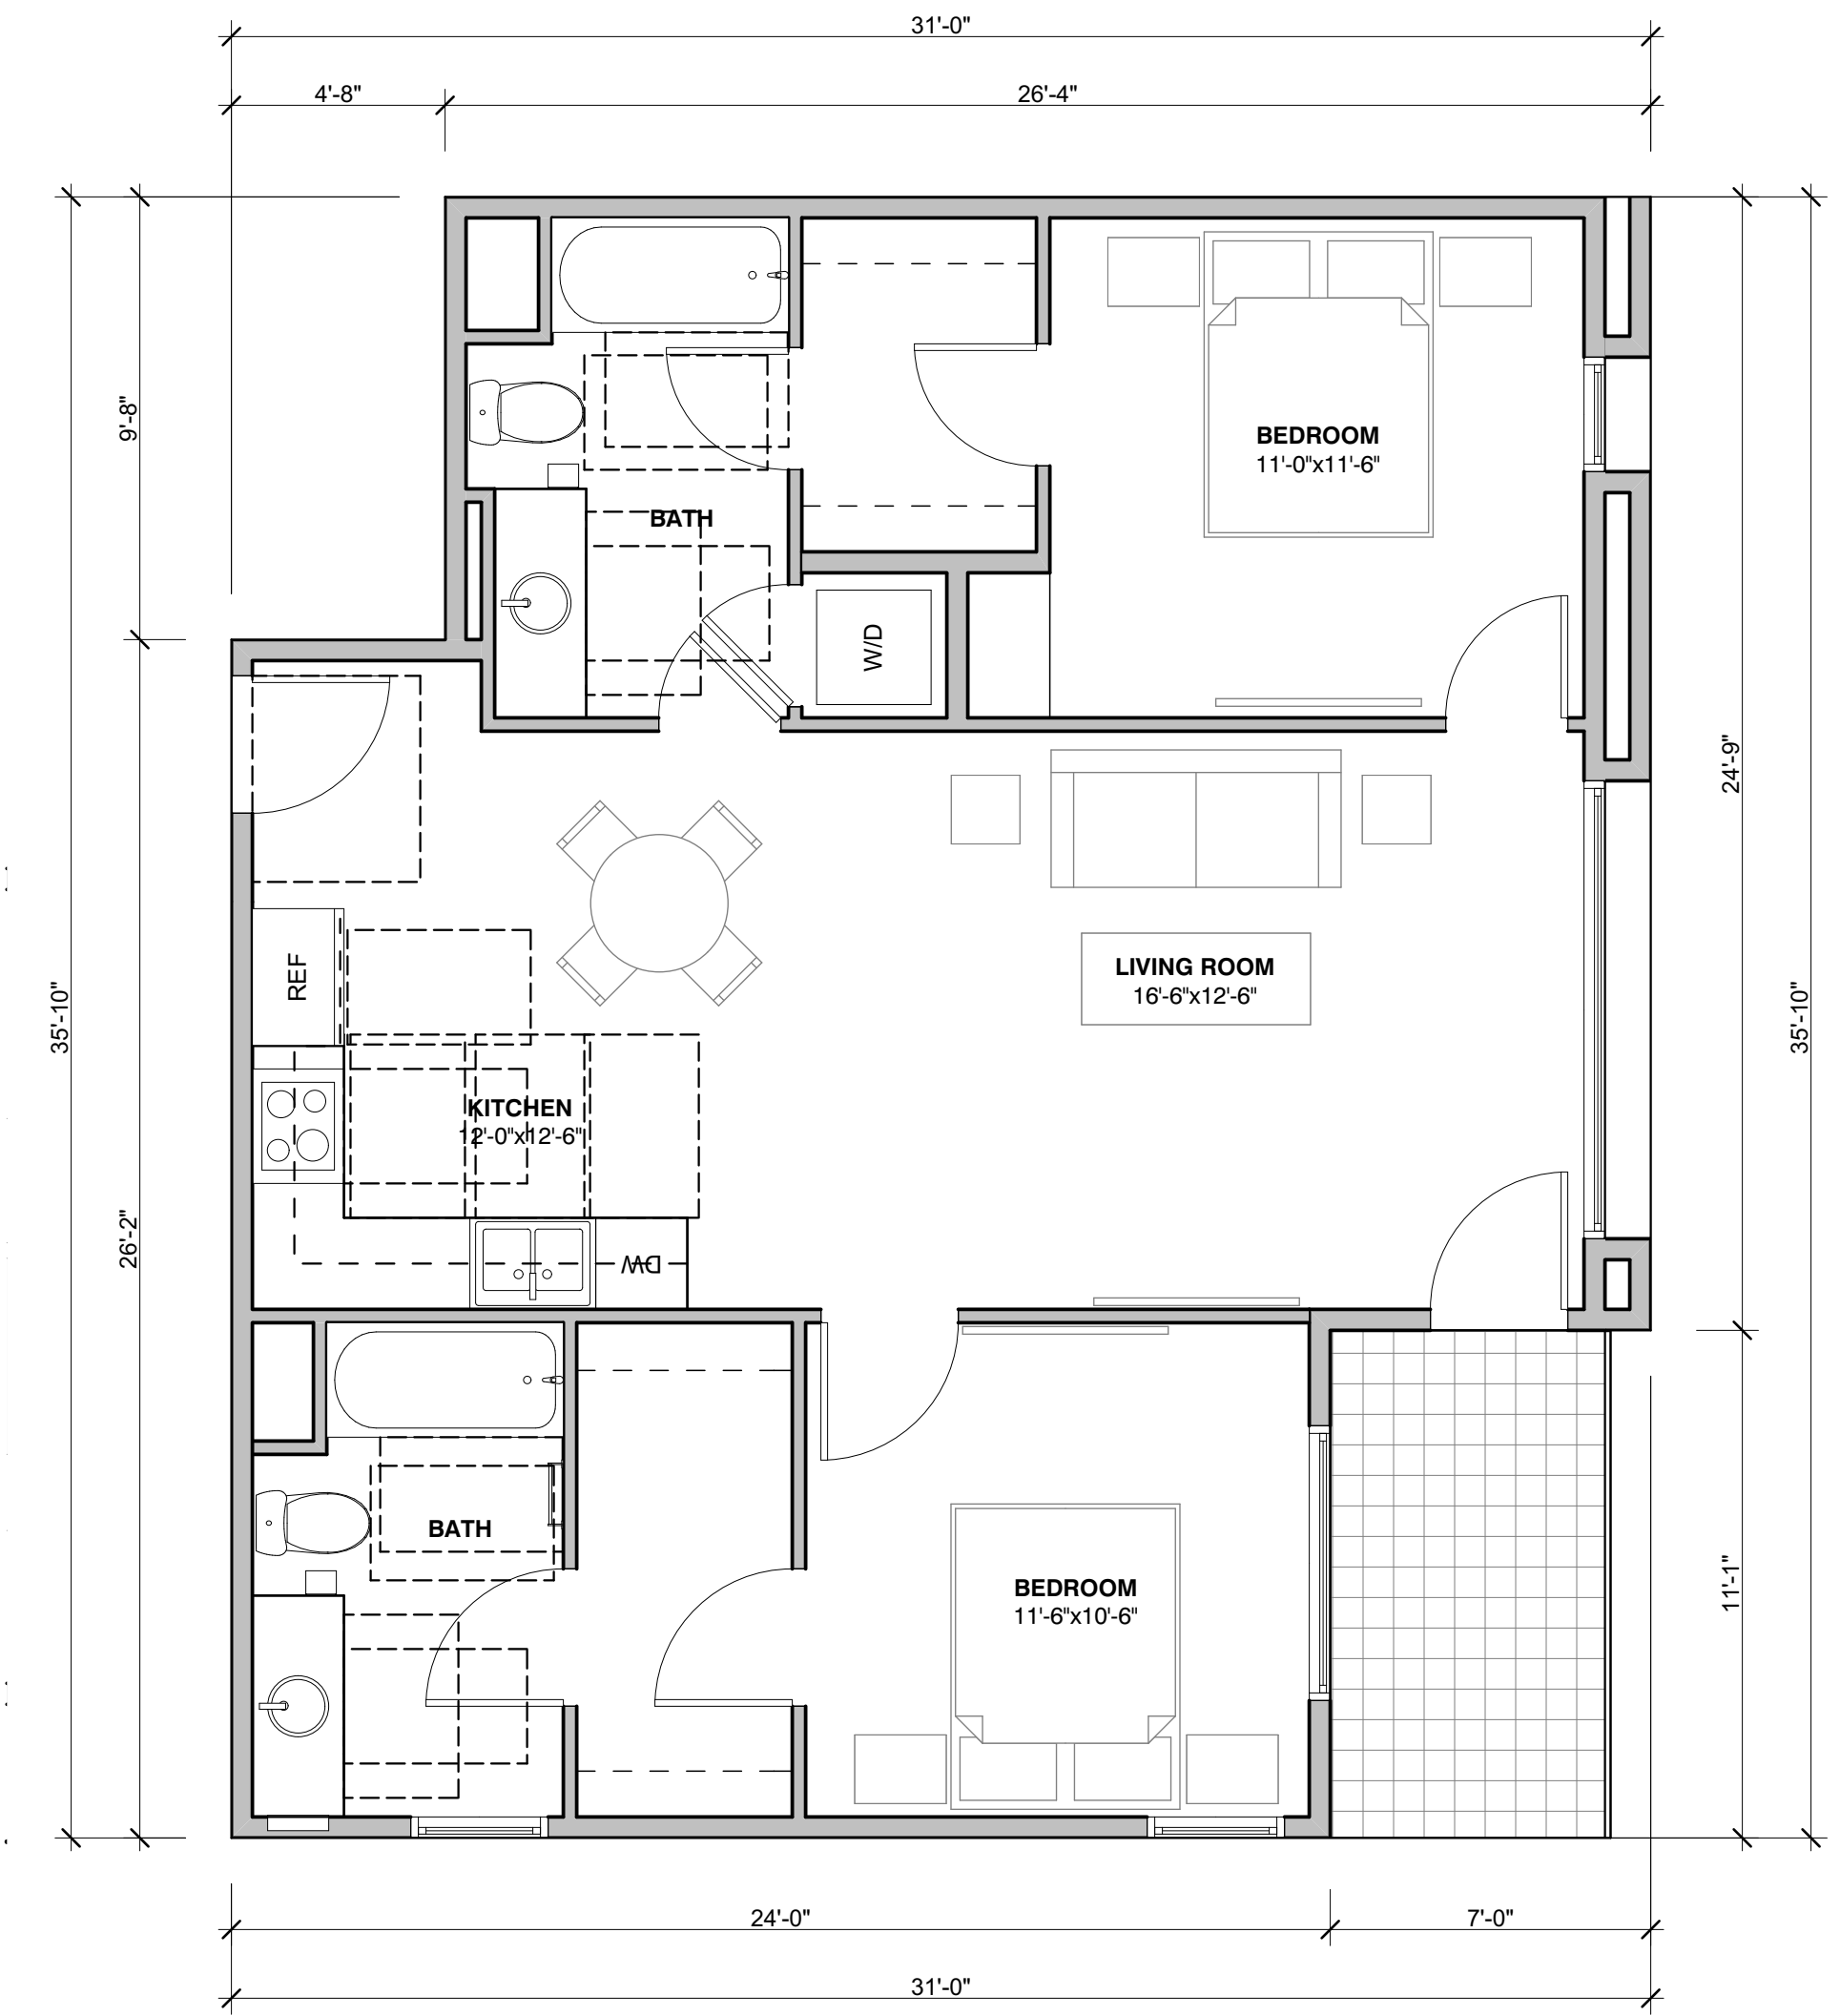 31'-0"
4'-8"
26'-4"
9'-8"
BEDROOM
11'-0"x11'-6"
BATH
W/D
24'-9"
REF
LIVING ROOM
16'-6"x12'-6"
35'-10"
35'-10"
KITCHEN
12'-0"x12'-6"
26'-2"
DW
BATH
BEDROOM
11'-6"x10'-6"
11'-1"
24'-0"
7'-0"
31'-0"